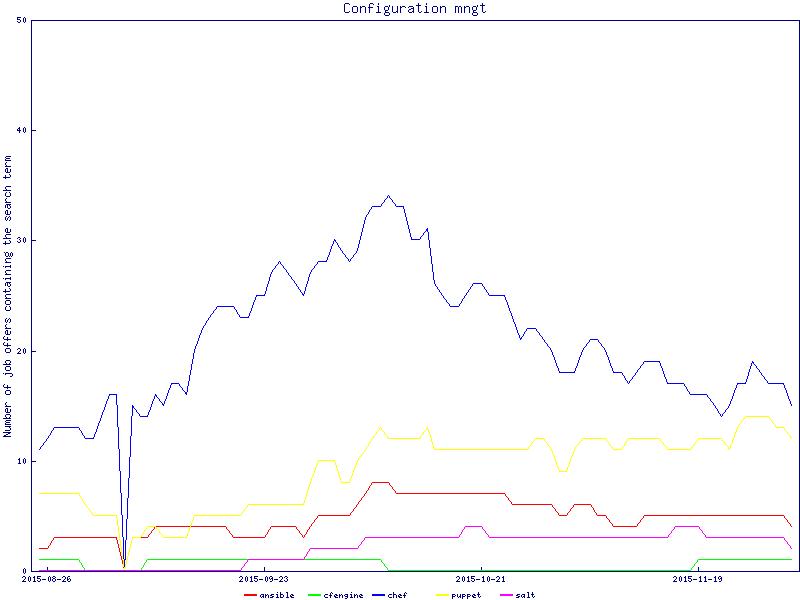 Configuration mngt
Number of job offers containing the search term
50
40
30
20
10
0
2015-08-26 2015-09-23 2015-10-21 2015-11-19
ansible cfengine chef puppet salt